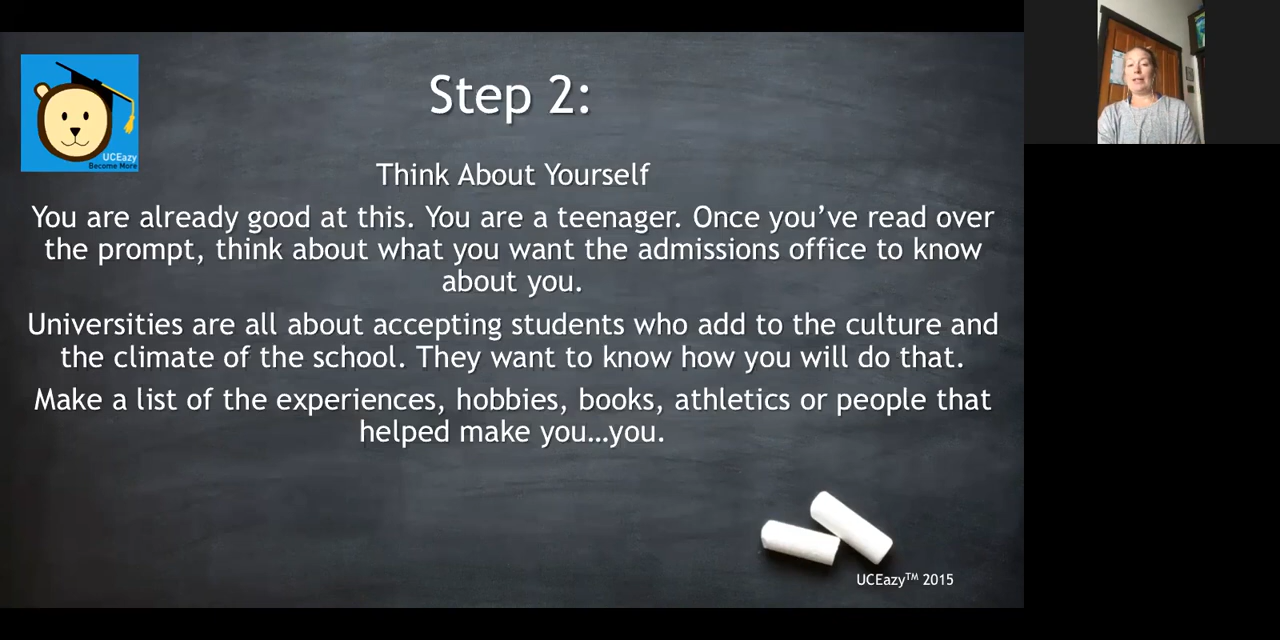 UCEazy
Become More
Step 2:
Think About Yourself
You are already good at this. You are a teenager. Once you’ve read over
the prompt, think about what you want the admissions office to know
about you.
Universities are all about accepting students who add to the culture and
the climate of the school. They want to know how you will do that.
Make a list of the experiences, hobbies, books, athletics or people that
helped make you…you.
UCEazy™ 2015